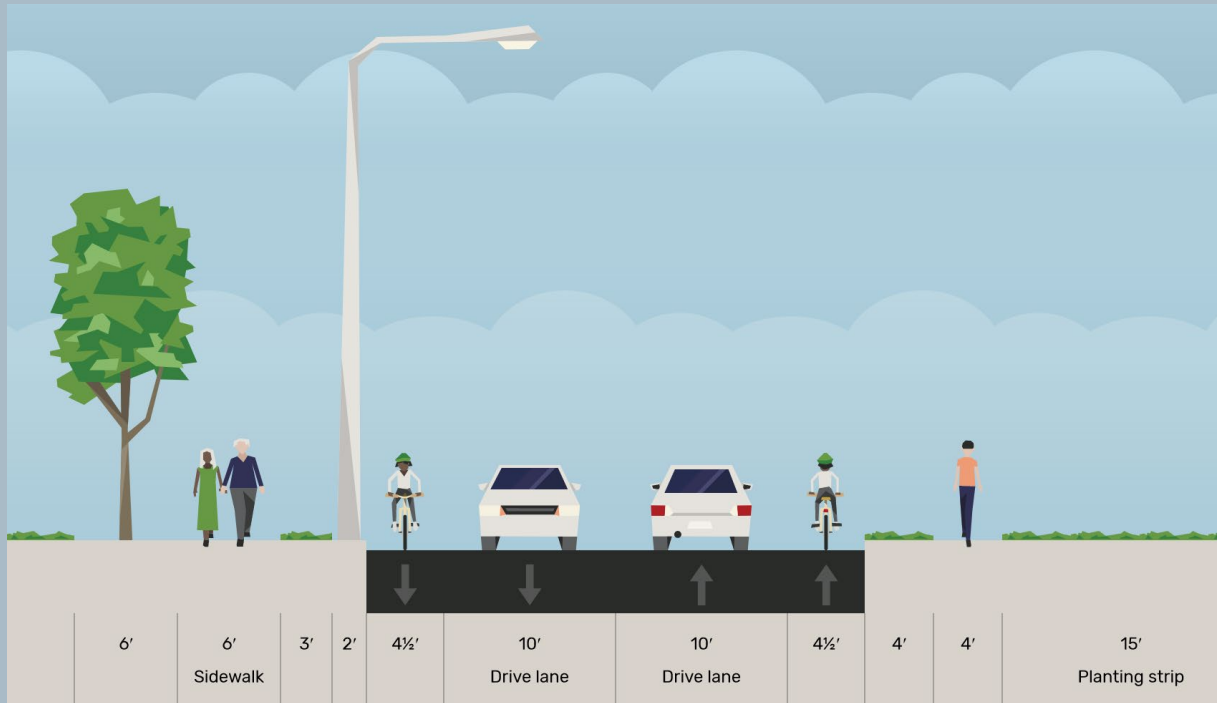 6′ 6′ 3′ 2′ 4½′ 10′ 10′ 4½′ 4′ 4′ 15′
Sidewalk Drive lane Drive lane Planting strip